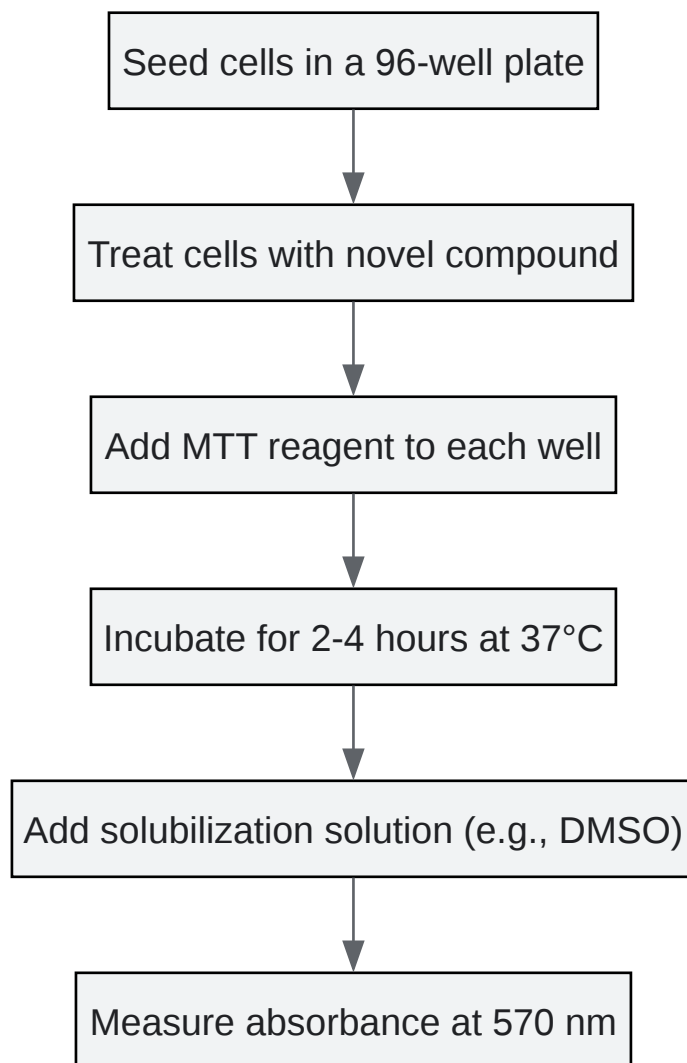 Seed cells in a 96-well plate
Treat cells with novel compound
Add MTT reagent to each well
Incubate for 2-4 hours at 37°C
Add solubilization solution (e.g., DMSO)
Measure absorbance at 570 nm